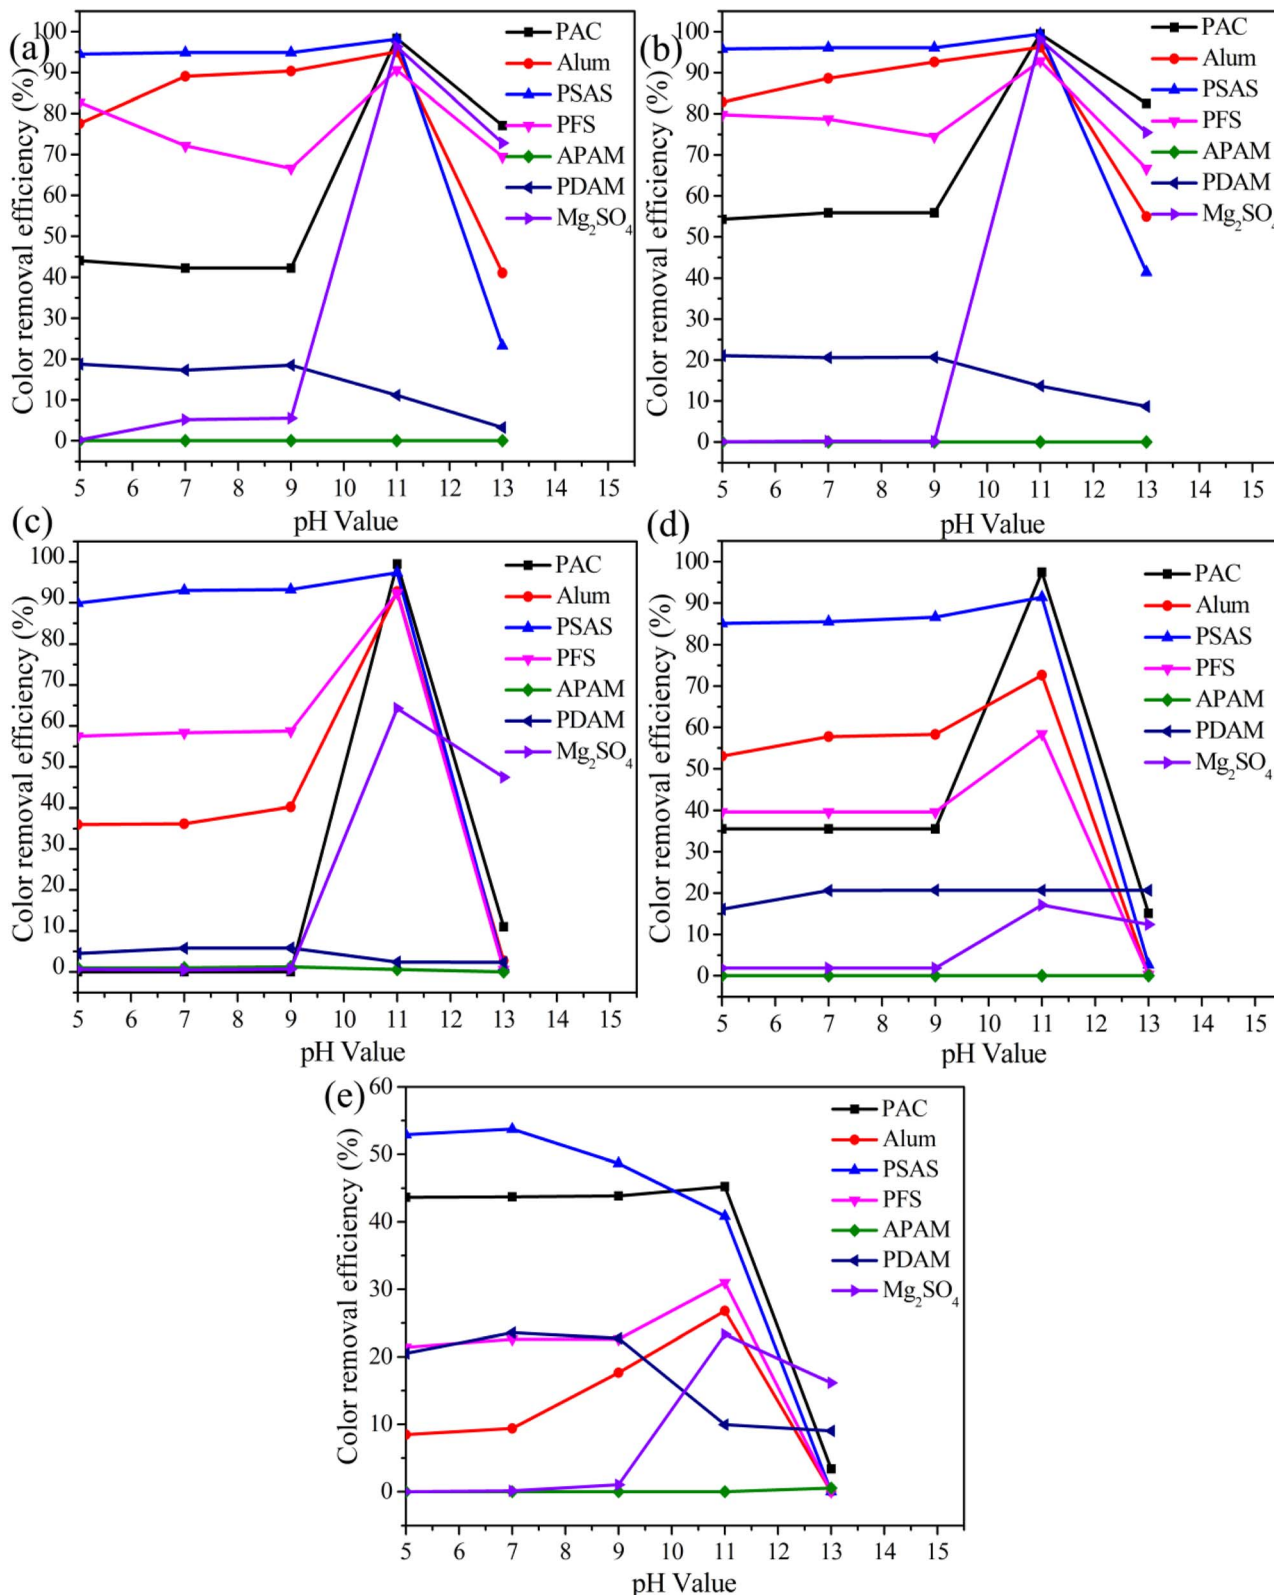 (a)
Color removal efficiency (%)
100
90
80
70
60
50
40
30
20
10
0
5 6 7 8 9 10 11 12 13 14 15
pH Value
PAC
Alum
PSAS
PFS
APAM
PDAM
Mg₂SO₄
(b)
Color removal efficiency (%)
100
90
80
70
60
50
40
30
20
10
0
5 6 7 8 9 10 11 12 13 14 15
pH Value
PAC
Alum
PSAS
PFS
APAM
PDAM
Mg₂SO₄
(c)
Color removal efficiency (%)
100
90
80
70
60
50
40
30
20
10
0
5 6 7 8 9 10 11 12 13 14 15
pH Value
PAC
Alum
PSAS
PFS
APAM
PDAM
Mg₂SO₄
(d)
Color removal efficiency (%)
100
90
80
70
60
50
40
30
20
10
0
5 6 7 8 9 10 11 12 13 14 15
pH Value
PAC
Alum
PSAS
PFS
APAM
PDAM
Mg₂SO₄
(e)
Color removal efficiency (%)
60
50
40
30
20
10
0
5 6 7 8 9 10 11 12 13 14 15
pH Value
PAC
Alum
PSAS
PFS
APAM
PDAM
Mg₂SO₄